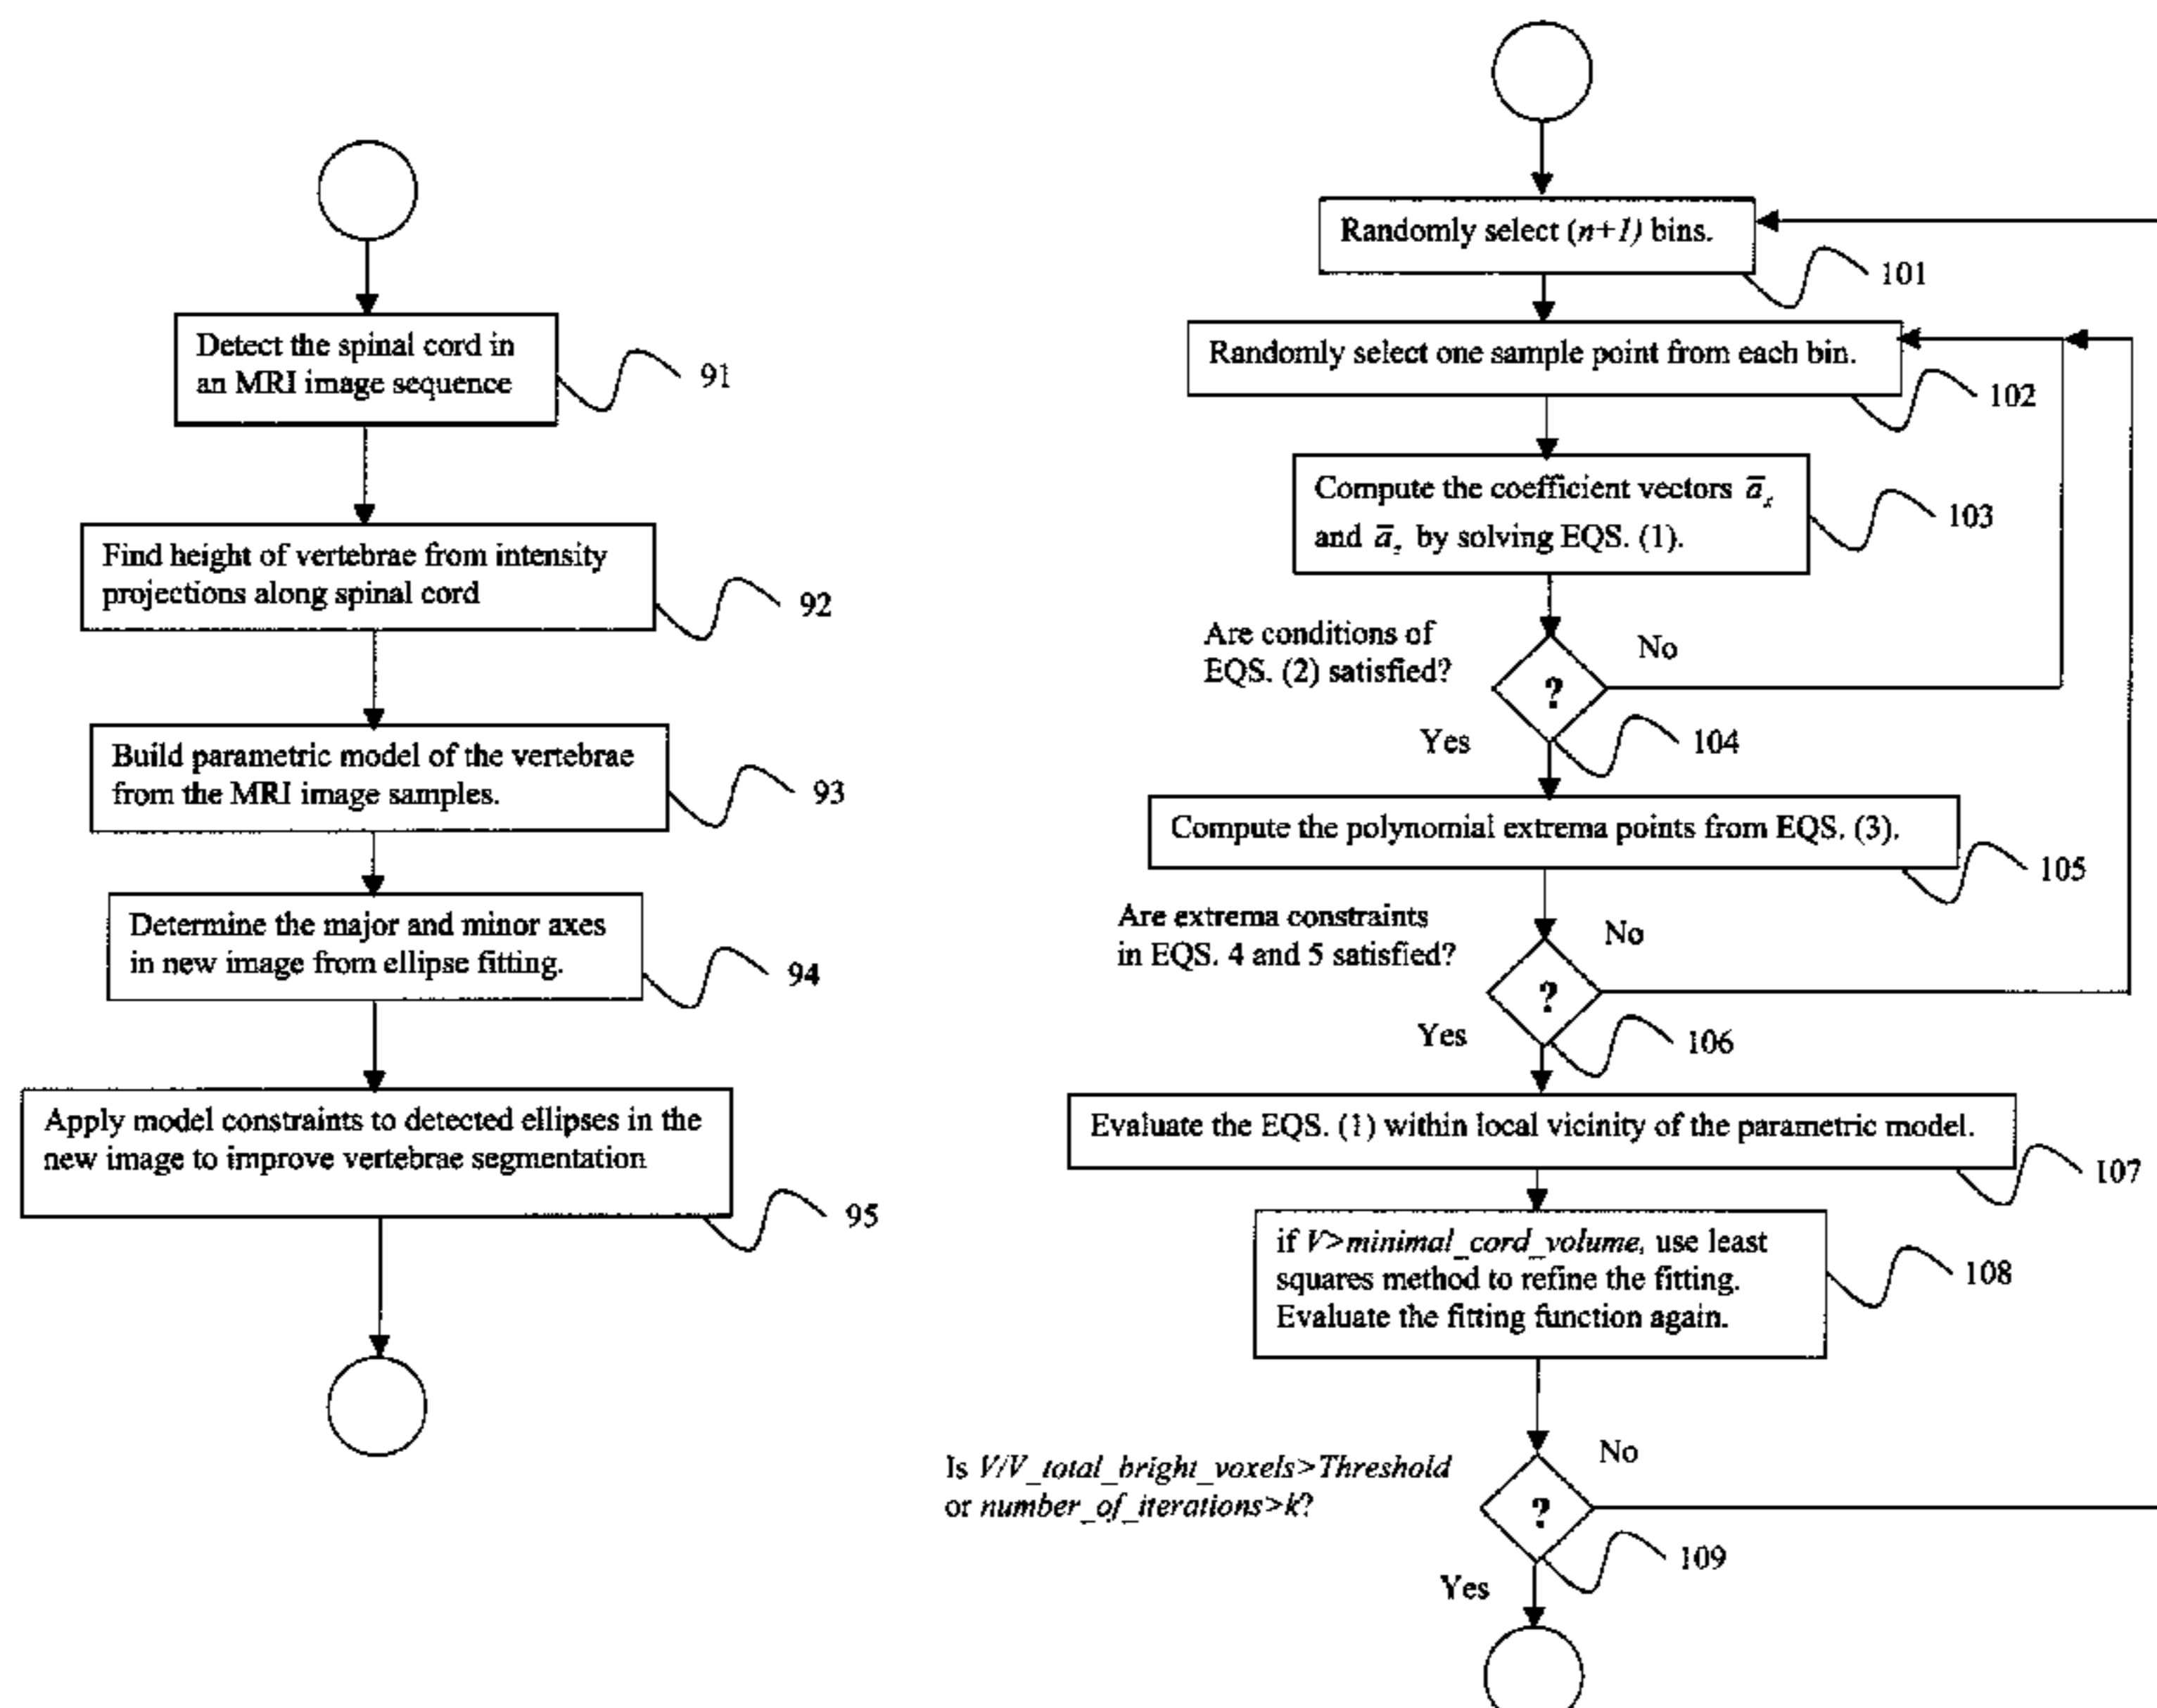 Detect the spinal cord in
an MRI image sequence
91
Find height of vertebrae from intensity
projections along spinal cord
92
Build parametric model of the vertebrae
from the MRI image samples.
93
Determine the major and minor axes
in new image from ellipse fitting.
94
Apply model constraints to detected ellipses in the
new image to improve vertebrae segmentation
95
Randomly select (n+1) bins.
101
Randomly select one sample point from each bin.
102
Compute the coefficient vectors a̅
and a̅ by solving EQS. (1).
103
Are conditions of
EQS. (2) satisfied?
?
No
Yes
104
Compute the polynomial extrema points from EQS. (3).
105
Are extrema constraints
in EQS. 4 and 5 satisfied?
?
No
Yes
106
Evaluate the EQS. (1) within local vicinity of the parametric model.
107
if V>minimal_cord_volume, use least
squares method to refine the fitting.
Evaluate the fitting function again.
108
Is V/V_total_bright_voxels>Threshold
or number_of_iterations>k?
?
No
Yes
109